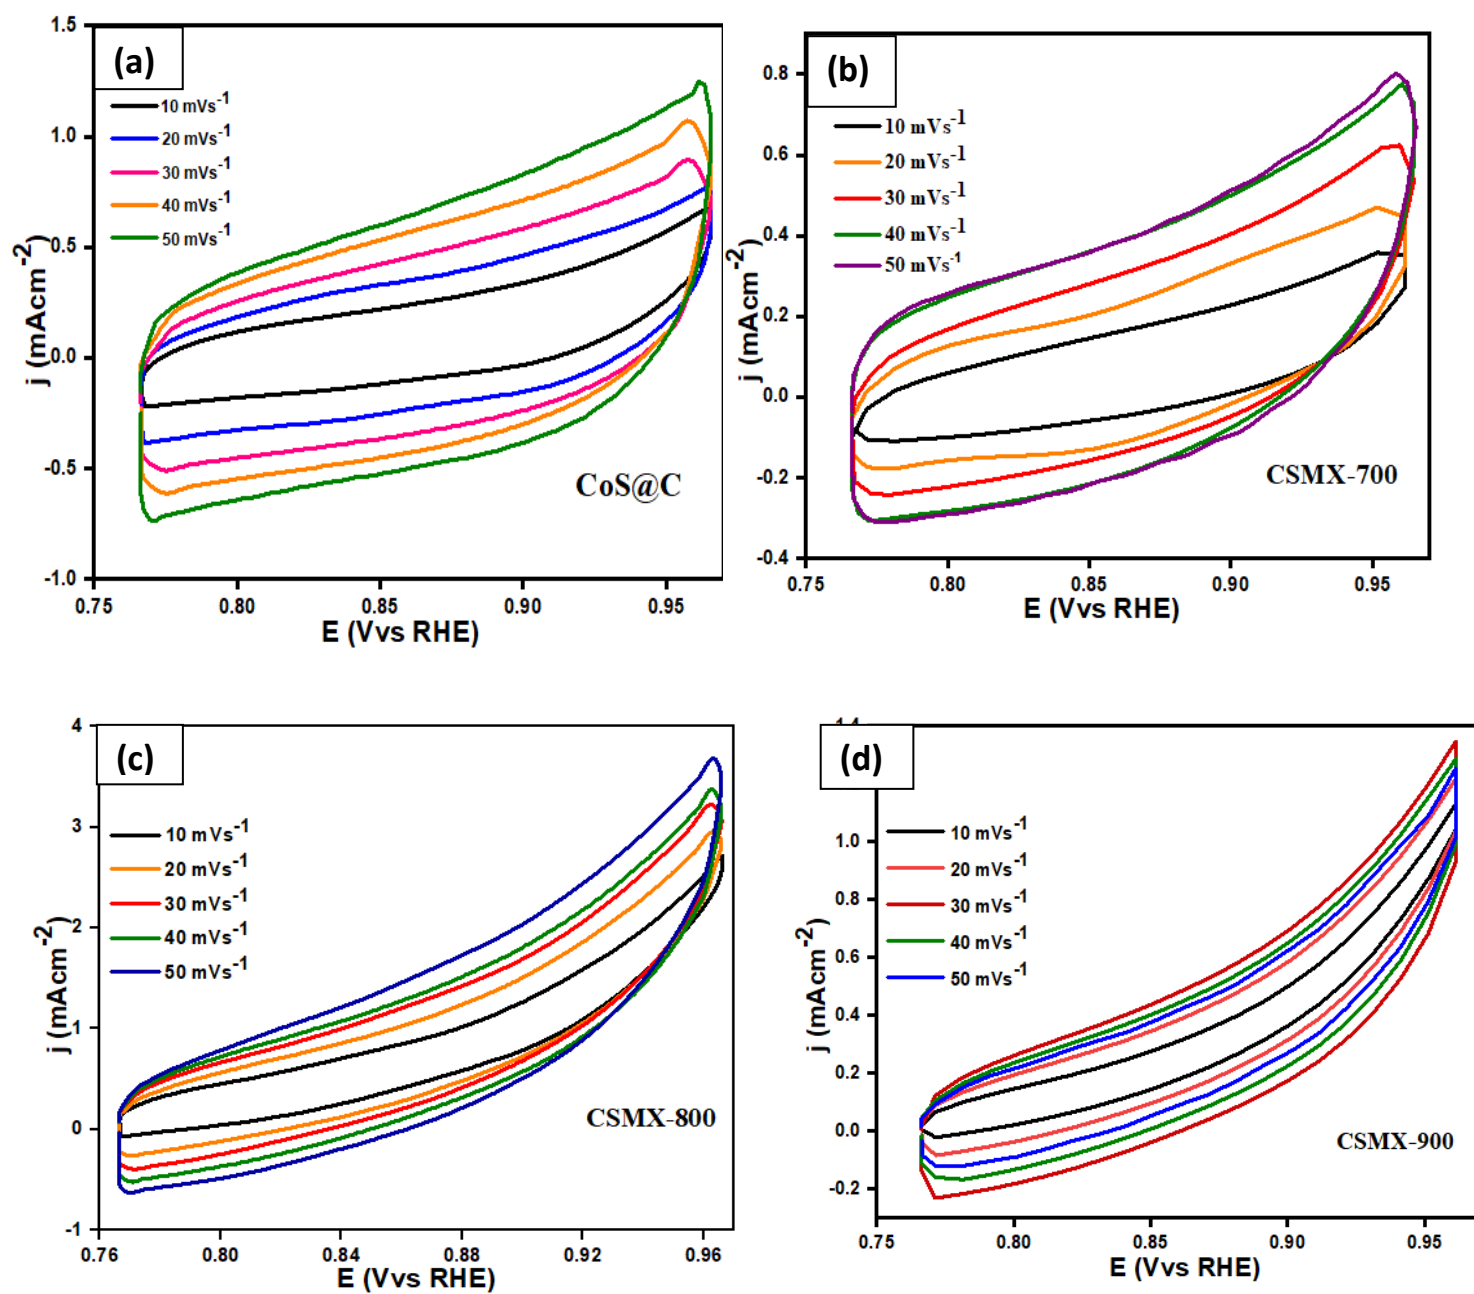 (a)
1.5
1.0
0.5
0.0
-0.5
-1.0
j (mAcm-2)
10 mVs-1
20 mVs-1
30 mVs-1
40 mVs-1
50 mVs-1
CoS@C
0.75 0.80 0.85 0.90 0.95
E (Vvs RHE)
(b)
0.8
0.6
0.4
0.2
0.0
-0.2
-0.4
j (mAcm-2)
10 mVs-1
20 mVs-1
30 mVs-1
40 mVs-1
50 mVs-1
CSMX-700
0.75 0.80 0.85 0.90 0.95
E (Vvs RHE)
(c)
4
3
2
1
0
-1
j (mAcm-2)
10 mVs-1
20 mVs-1
30 mVs-1
40 mVs-1
50 mVs-1
CSMX-800
0.76 0.80 0.84 0.88 0.92 0.96
E (Vvs RHE)
(d)
1.0
0.8
0.6
0.4
0.2
0.0
-0.2
j (mAcm-2)
10 mVs-1
20 mVs-1
30 mVs-1
40 mVs-1
50 mVs-1
CSMX-900
0.75 0.80 0.85 0.90 0.95
E (Vvs RHE)